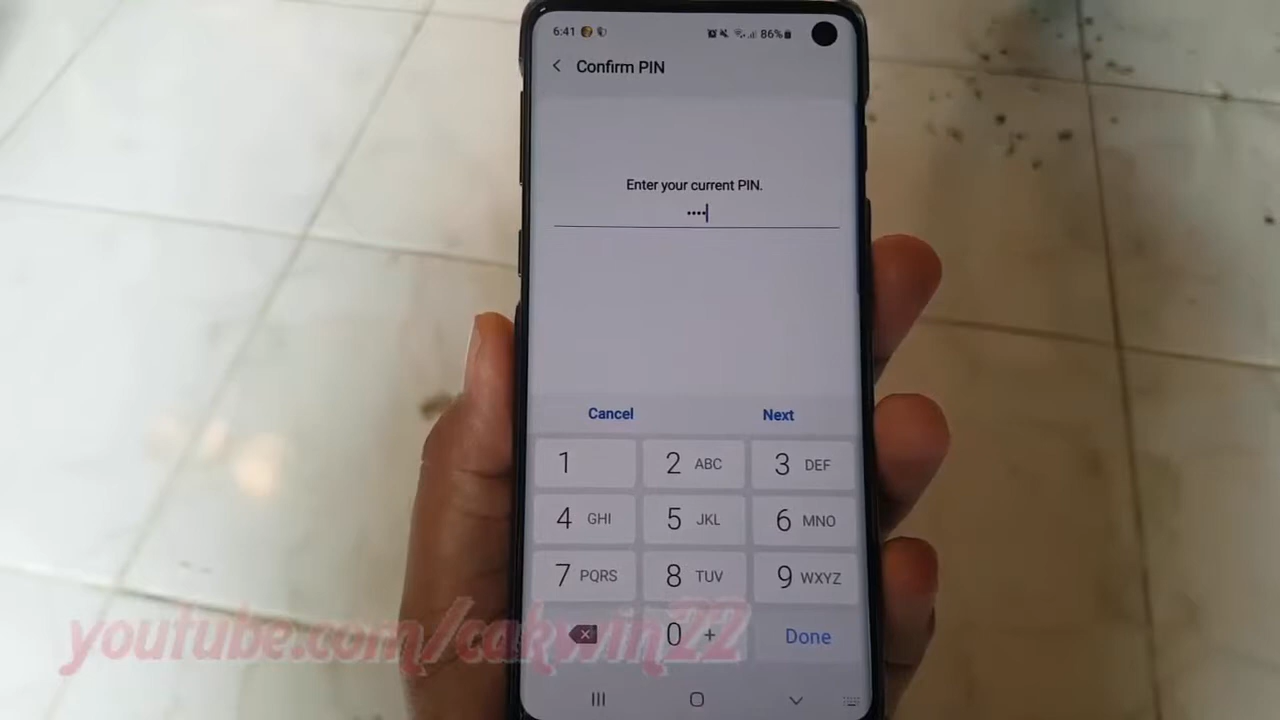 6:41 86%
Confirm PIN
Enter your current PIN.
••••
Cancel Next
1 2 ABC 3 DEF
4 GHI 5 JKL 6 MNO
7 PQRS 8 TUV 9 WXYZ
0 + Done
youtube.com/cakwin22